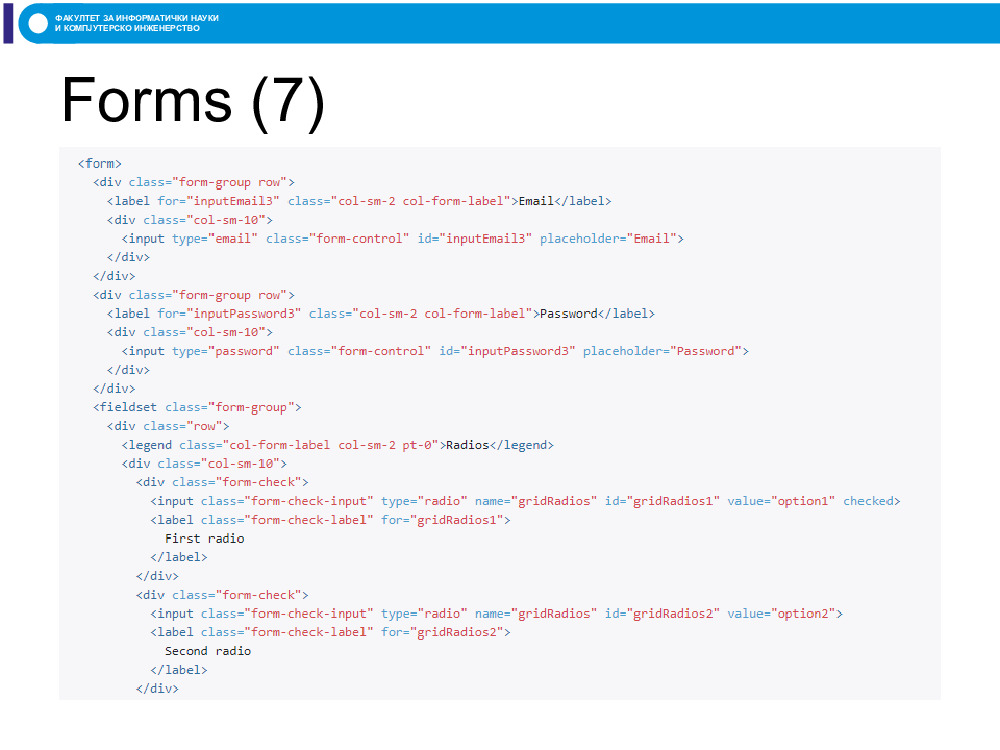 ФАКУЛТЕТ ЗА ИНФОРМАТИЧКИ НАУКИ
И КОМПЈУТЕРСКО ИНЖЕНЕРСТВО
Forms (7)
<form>
<div class="form-group row">
<label for="inputEmail3" class="col-sm-2 col-form-label">Email</label>
<div class="col-sm-10">
<input type="email" class="form-control" id="inputEmail3" placeholder="Email">
</div>
</div>
<div class="form-group row">
<label for="inputPassword3" class="col-sm-2 col-form-label">Password</label>
<div class="col-sm-10">
<input type="password" class="form-control" id="inputPassword3" placeholder="Password">
</div>
</div>
<fieldset class="form-group">
<div class="row">
<legend class="col-form-label col-sm-2 pt-0">Radios</legend>
<div class="col-sm-10">
<div class="form-check">
<input class="form-check-input" type="radio" name="gridRadios" id="gridRadios1" value="option1" checked>
<label class="form-check-label" for="gridRadios1">
First radio
</label>
</div>
<div class="form-check">
<input class="form-check-input" type="radio" name="gridRadios" id="gridRadios2" value="option2">
<label class="form-check-label" for="gridRadios2">
Second radio
</label>
</div>